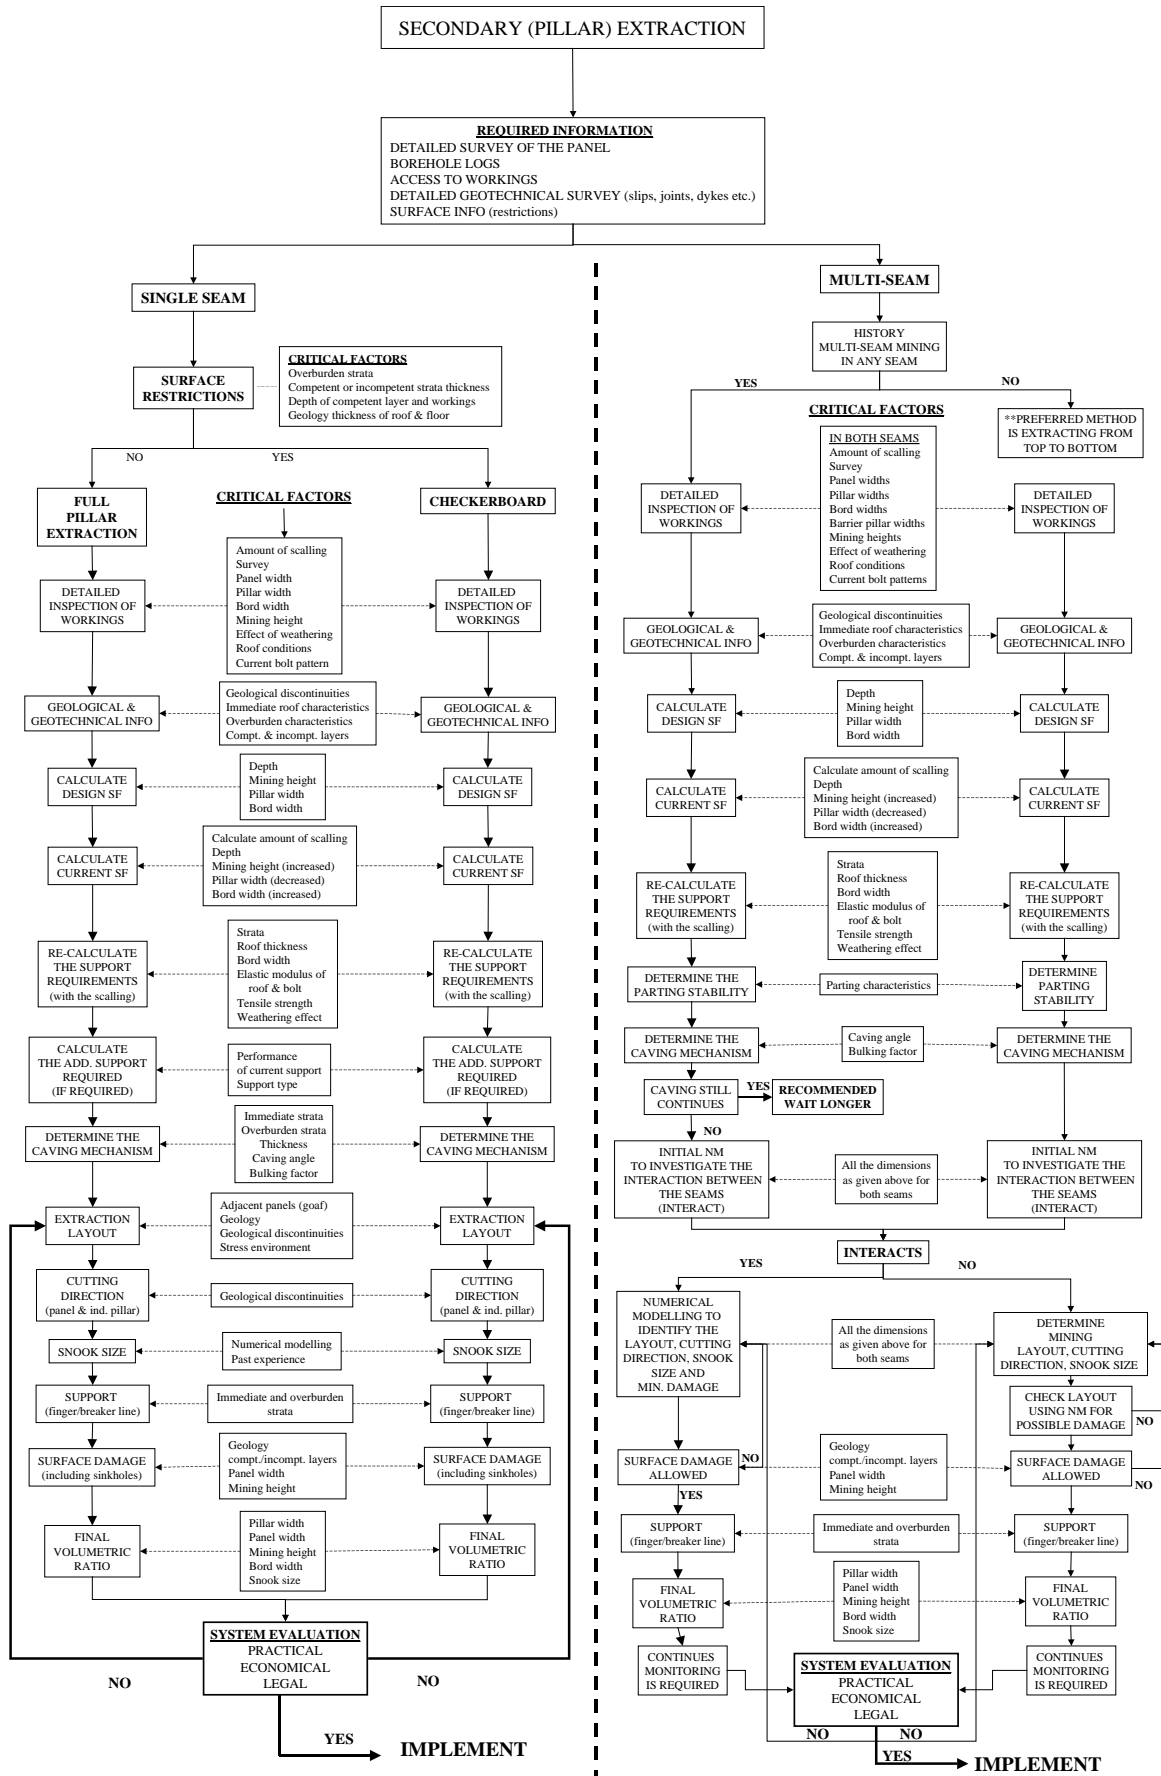 SECONDARY (PILLAR) EXTRACTION
REQUIRED INFORMATION
DETAILED SURVEY OF THE PANEL
BOREHOLE LOGS
ACCESS TO WORKINGS
DETAILED GEOTECHNICAL SURVEY (slips, joints, dykes etc.)
SURFACE INFO (restrictions)
SINGLE SEAM
SURFACE
RESTRICTIONS
CRITICAL FACTORS
Overburden strata
Competent or incompetent strata thickness
Depth of competent layer and workings
Geology thickness of roof & floor
NO
YES
FULL
PILLAR
EXTRACTION
CRITICAL FACTORS
CHECKERBOARD
Amount of scalling
Survey
Panel width
Pillar width
Bord width
Mining height
Effect of weathering
Roof conditions
Current bolt pattern
DETAILED
INSPECTION OF
WORKINGS
DETAILED
INSPECTION OF
WORKINGS
GEOLOGICAL &
GEOTECHNICAL INFO
Geological discontinuities
Immediate roof characteristics
Overburden characteristics
Compt. & incompt. layers
GEOLOGICAL &
GEOTECHNICAL INFO
CALCULATE
DESIGN SF
Depth
Mining height
Pillar width
Bord width
CALCULATE
DESIGN SF
CALCULATE
CURRENT SF
Calculate amount of scalling
Depth
Mining height (increased)
Pillar width (decreased)
Bord width (increased)
CALCULATE
CURRENT SF
RE-CALCULATE
THE SUPPORT
REQUIREMENTS
(with the scalling)
Strata
Roof thickness
Bord width
Elastic modulus of
roof & bolt
Tensile strength
Weathering effect
RE-CALCULATE
THE SUPPORT
REQUIREMENTS
(with the scalling)
CALCULATE
THE ADD. SUPPORT
REQUIRED
(IF REQUIRED)
Performance
of current support
Support type
CALCULATE
THE ADD. SUPPORT
REQUIRED
(IF REQUIRED)
DETERMINE THE
CAVING MECHANISM
Immediate strata
Overburden strata
Thickness
Caving angle
Bulking factor
DETERMINE THE
CAVING MECHANISM
EXTRACTION
LAYOUT
Adjacent panels (goaf)
Geology
Geological discontinuities
Stress environment
EXTRACTION
LAYOUT
CUTTING
DIRECTION
(panel & ind. pillar)
Geological discontinuities
CUTTING
DIRECTION
(panel & ind. pillar)
SNOOK SIZE
Numerical modelling
Past experience
SNOOK SIZE
SUPPORT
(finger/breaker line)
Immediate and overburden
strata
SUPPORT
(finger/breaker line)
SURFACE DAMAGE
(including sinkholes)
Geology
compt./incompt. layers
Panel width
Mining height
SURFACE DAMAGE
(including sinkholes)
FINAL
VOLUMETRIC
RATIO
Pillar width
Panel width
Mining height
Bord width
Snook size
FINAL
VOLUMETRIC
RATIO
SYSTEM EVALUATION
PRACTICAL
ECONOMICAL
LEGAL
NO
NO
YES
IMPLEMENT
MULTI-SEAM
HISTORY
MULTI-SEAM MINING
IN ANY SEAM
YES
NO
CRITICAL FACTORS
**PREFERRED METHOD
IS EXTRACTING FROM
TOP TO BOTTOM
IN BOTH SEAMS
Amount of scalling
Survey
Panel widths
Pillar widths
Bord widths
Barrier pillar widths
Mining heights
Effect of weathering
Roof conditions
Current bolt patterns
DETAILED
INSPECTION OF
WORKINGS
DETAILED
INSPECTION OF
WORKINGS
GEOLOGICAL &
GEOTECHNICAL INFO
Geological discontinuities
Immediate roof characteristics
Overburden characteristics
Compt. & incompt. layers
GEOLOGICAL &
GEOTECHNICAL INFO
CALCULATE
DESIGN SF
Depth
Mining height
Pillar width
Bord width
CALCULATE
DESIGN SF
CALCULATE
CURRENT SF
Calculate amount of scalling
Depth
Mining height (increased)
Pillar width (decreased)
Bord width (increased)
CALCULATE
CURRENT SF
RE-CALCULATE
THE SUPPORT
REQUIREMENTS
(with the scalling)
Strata
Roof thickness
Bord width
Elastic modulus of
roof & bolt
Tensile strength
Weathering effect
RE-CALCULATE
THE SUPPORT
REQUIREMENTS
(with the scalling)
DETERMINE THE
PARTING STABILITY
Parting characteristics
DETERMINE
PARTING
STABILITY
DETERMINE THE
CAVING MECHANISM
Caving angle
Bulking factor
DETERMINE THE
CAVING MECHANISM
CAVING STILL
CONTINUES
YES
RECOMMENDED
WAIT LONGER
NO
INITIAL NM
TO INVESTIGATE THE
INTERACTION BETWEEN
THE SEAMS
(INTERACT)
All the dimensions
as given above for
both seams
INITIAL NM
TO INVESTIGATE THE
INTERACTION BETWEEN
THE SEAMS
(INTERACT)
INTERACTS
YES
NO
NUMERICAL
MODELLING TO
IDENTIFY THE
LAYOUT, CUTTING
DIRECTION, SNOOK
SIZE AND
MIN. DAMAGE
All the dimensions
as given above for
both seams
DETERMINE
MINING
LAYOUT, CUTTING
DIRECTION, SNOOK SIZE
CHECK LAYOUT
USING NM FOR
POSSIBLE DAMAGE
NO
SURFACE DAMAGE
ALLOWED
NO
Geology
compt./incompt. layers
Panel width
Mining height
SURFACE DAMAGE
ALLOWED
NO
YES
SUPPORT
(finger/breaker line)
Immediate and overburden
strata
SUPPORT
(finger/breaker line)
FINAL
VOLUMETRIC
RATIO
Pillar width
Panel width
Mining height
Bord width
Snook size
FINAL
VOLUMETRIC
RATIO
CONTINUES
MONITORING
IS REQUIRED
SYSTEM EVALUATION
PRACTICAL
ECONOMICAL
LEGAL
CONTINUES
MONITORING
IS REQUIRED
NO
NO
YES
IMPLEMENT